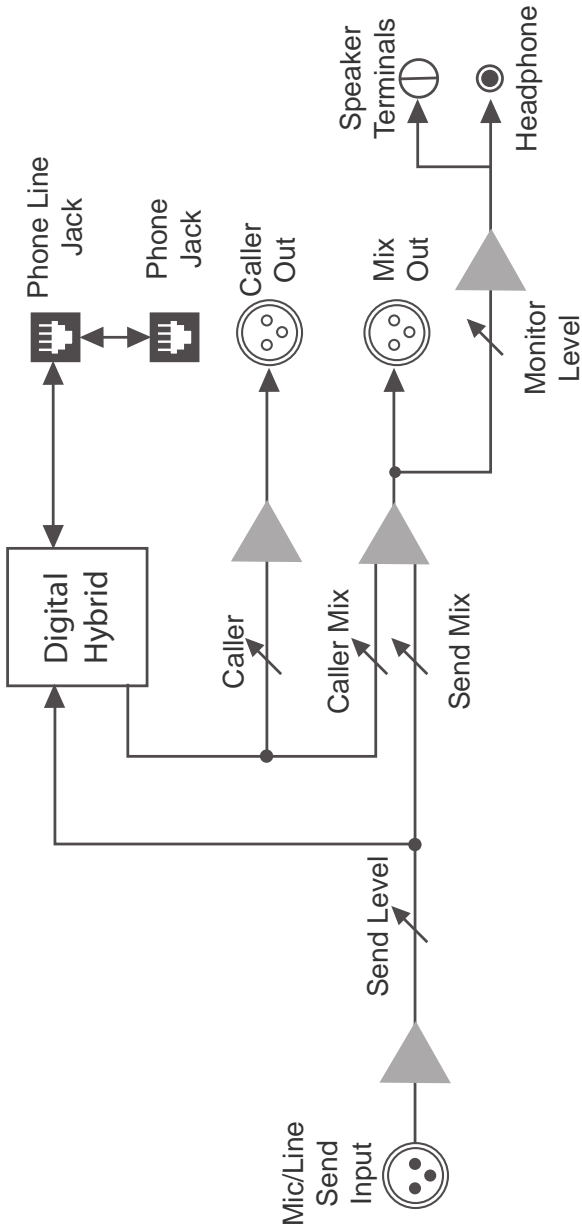 Mic/Line
Send
Input
Send Level
Digital
Hybrid
Caller
Caller Mix
Send Mix
Phone Line
Jack
Phone
Jack
Caller
Out
Mix
Out
Monitor
Level
Speaker
Terminals
Headphone